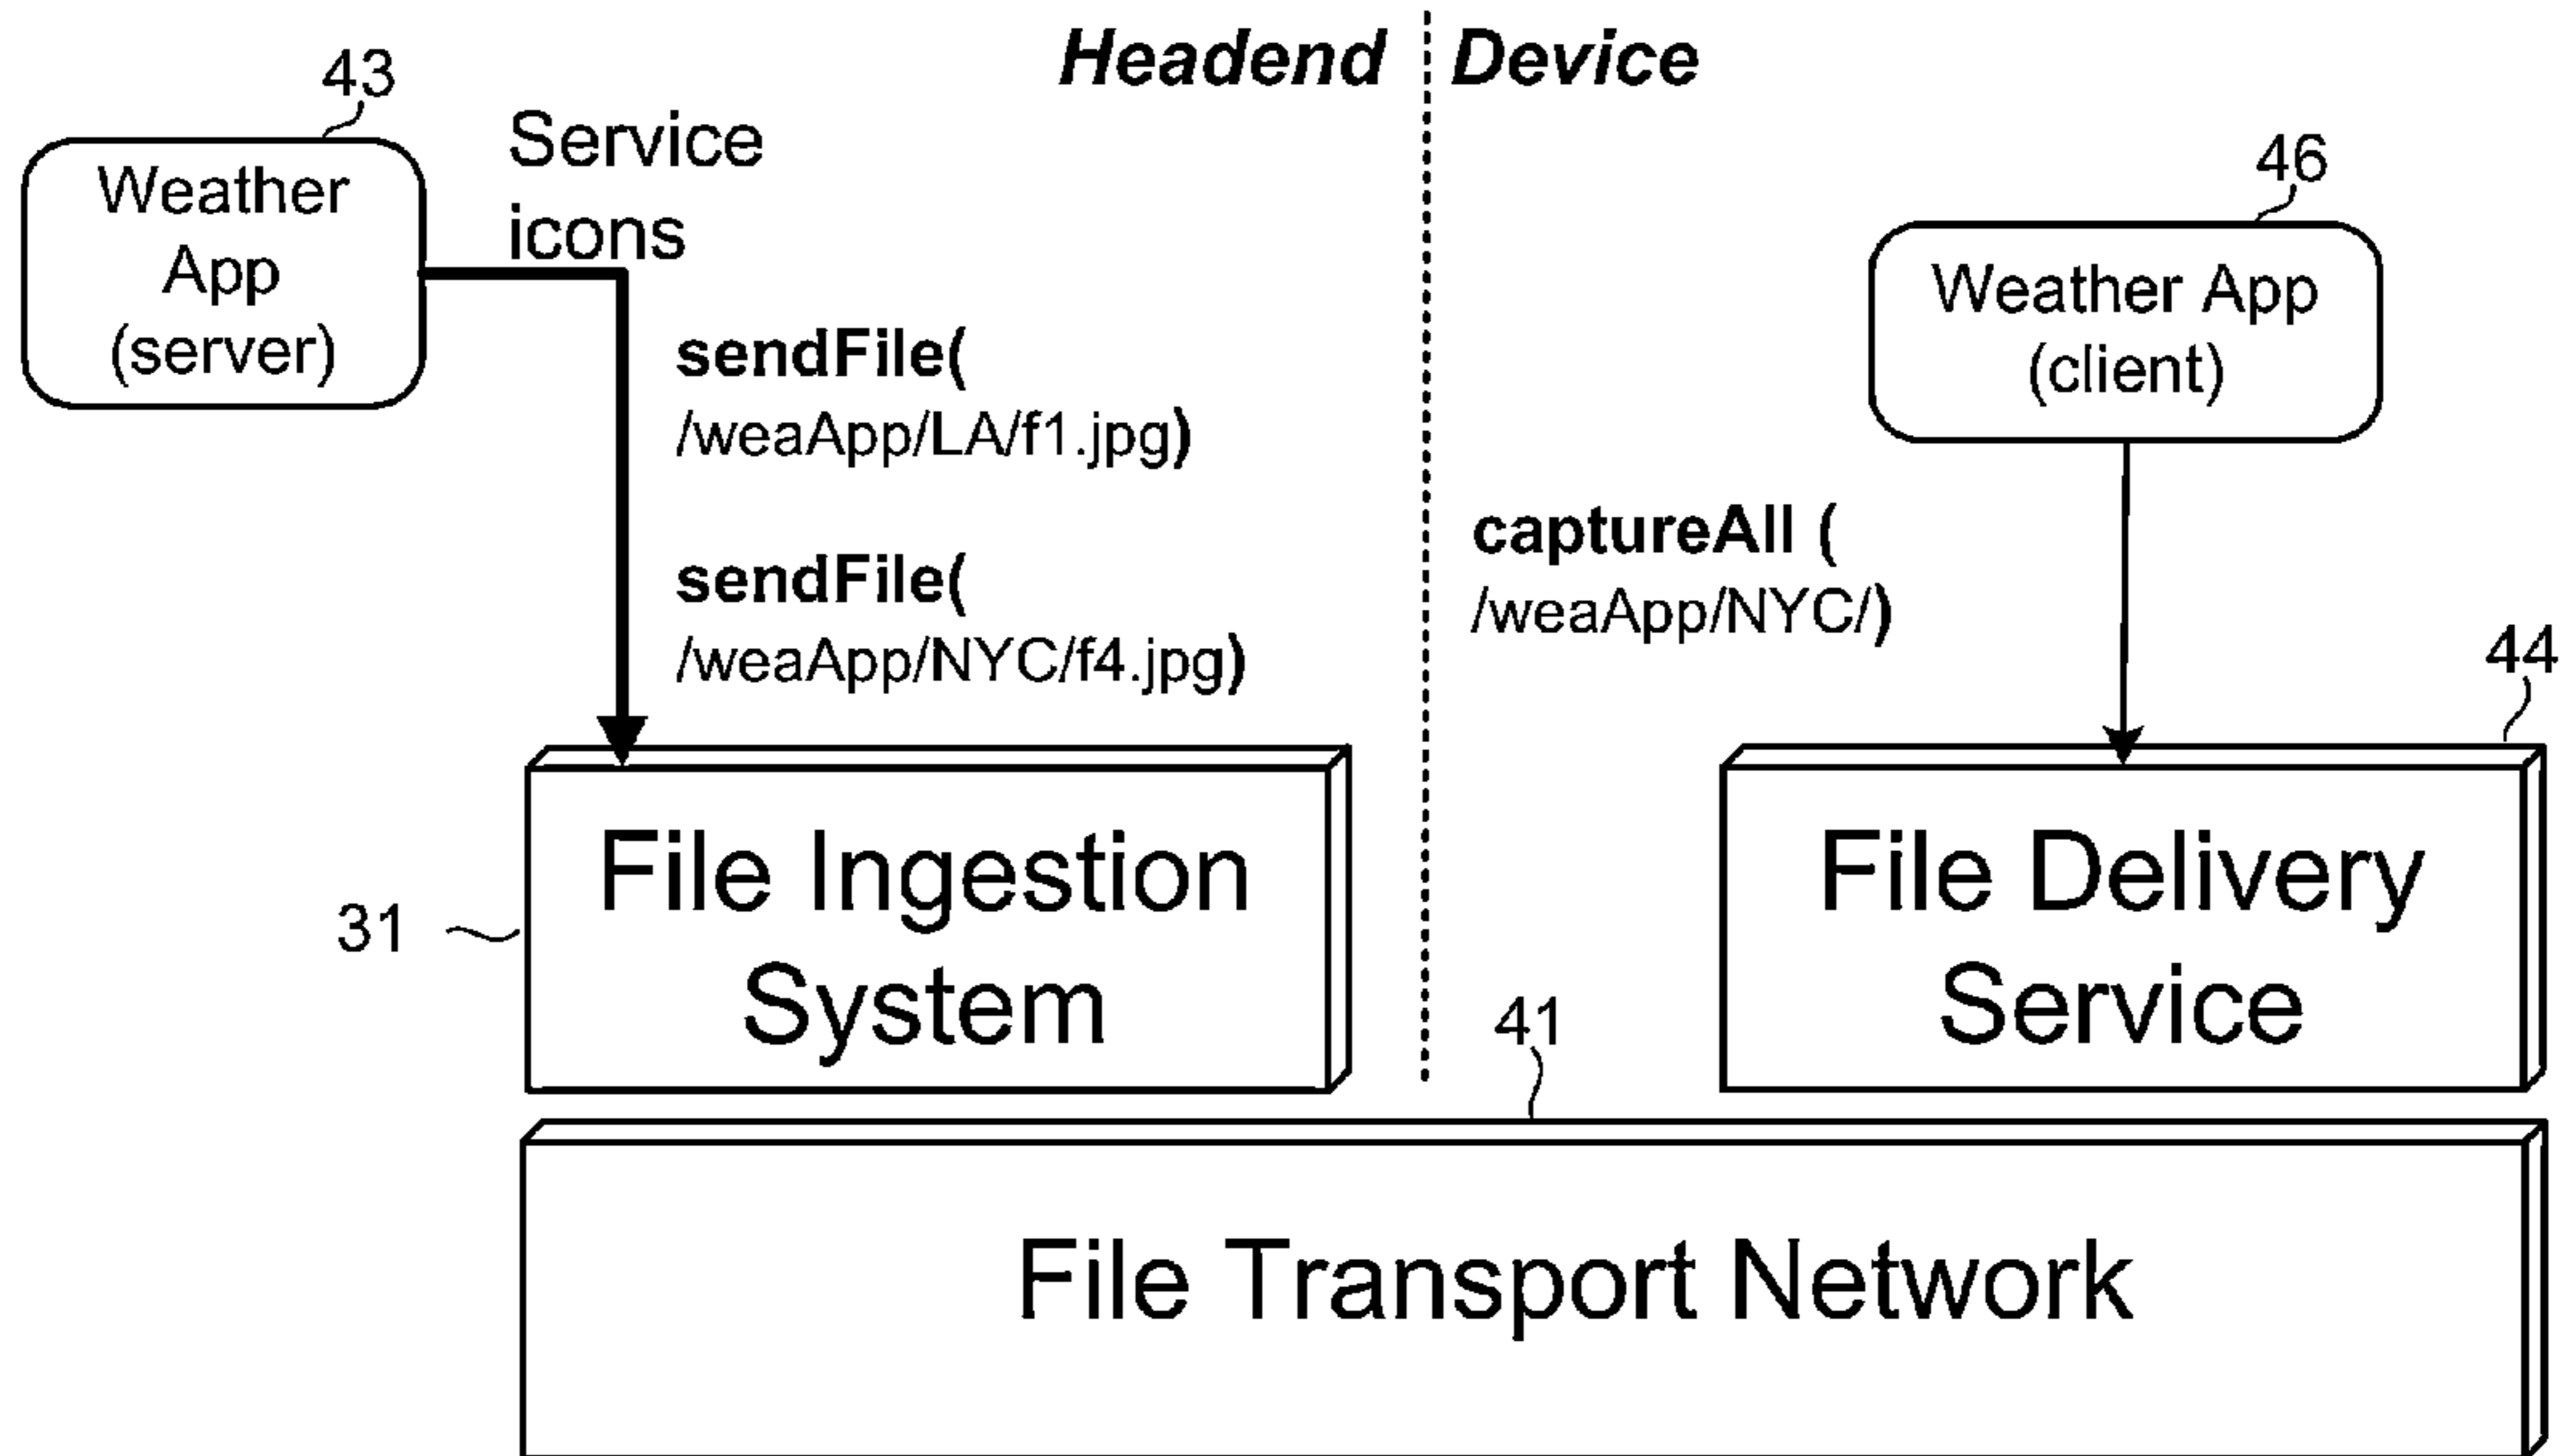 Headend
Device
43
Service
icons
Weather
App
(server)
46
Weather App
(client)
sendFile(
/weaApp/LA/f1.jpg)
sendFile(
/weaApp/NYC/f4.jpg)
captureAll (
/weaApp/NYC/)
44
File Ingestion
System
31
File Delivery
Service
41
File Transport Network